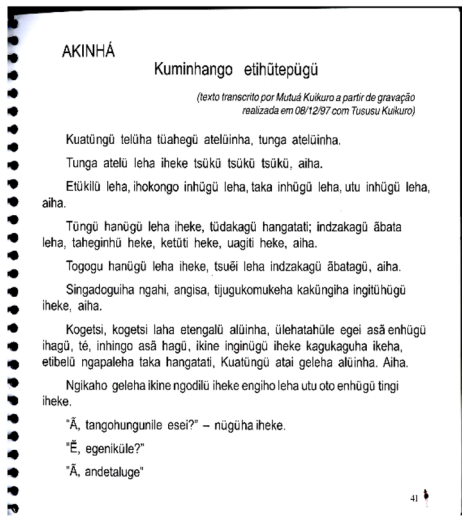 AKINHÁ
Kuminhango etihũtepügü
(texto transcrito por Mutuá Kuikuro a partir de gravação
realizada em 08/12/97 com Tususu Kuikuro)
Kuatüngü telüha tüahegü atelüinha, tunga atelüinha.
Tunga atelü leha iheke tsükü tsükü tsükü, aiha.
Etükilü leha, ihokongo inhügü leha, taka inhügü leha, utu inhügü leha,
aiha.
Tüngü hanügü leha iheke, tüdakagü hangatati; indzakagü ãbata
leha, taheginhü heke, ketüti heke, uagiti heke, aiha.
Togogu hanügü leha iheke, tsuẽi leha indzakagü ãbatagü, aiha.
Singadoguiha ngahi, angisa, tijugukomukeha kaküngiha ingitühügü
iheke, aiha.
Kogetsi, kogetsi laha etengalü alüinha, ülehatahüle egei asã enhügü
ihagü, té, inhingo asã hagü, ikine inginügü iheke kagukaguha ikeha,
etibelü ngapaleha taka hangatati, Kuatüngü atai geleha alüinha. Aiha.
Ngikaho geleha ikine ngodilü iheke engiho leha utu oto enhügü tingi
iheke.
“Ã, tangohungunile esei?” – nügüha iheke.
“Ẽ, egeniküle?”
“Ã, andetaluge”
41